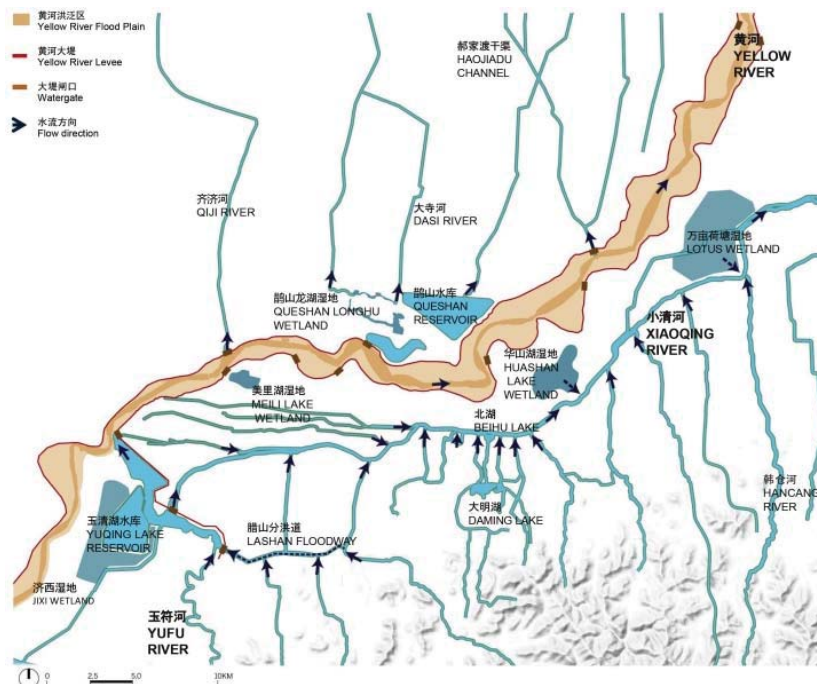 黄河洪泛区
Yellow River Flood Plain
黄河大堤
Yellow River Levee
大堤闸口
Watergate
水流方向
Flow direction
郝家渡干渠
HAOJIADU
CHANNEL
黄河
YELLOW
RIVER
齐济河
QIJI RIVER
大寺河
DASI RIVER
万亩荷塘湿地
LOTUS WETLAND
鹊山龙湖湿地
QUESHAN LONGHU
WETLAND
鹊山水库
QUESHAN
RESERVOIR
小清河
XIAOQING
RIVER
华山湖湿地
HUASHAN
LAKE
WETLAND
美里湖湿地
MEILI LAKE
WETLAND
北湖
BEIHU LAKE
韩仓河
HANCANG
RIVER
大明湖
DAMING LAKE
玉清湖水库
YUQING LAKE
RESERVOIR
腊山分洪道
LASHAN FLOODWAY
济西湿地
JIXI WETLAND
玉符河
YUFU
RIVER
0 2.5 5.0 10KM